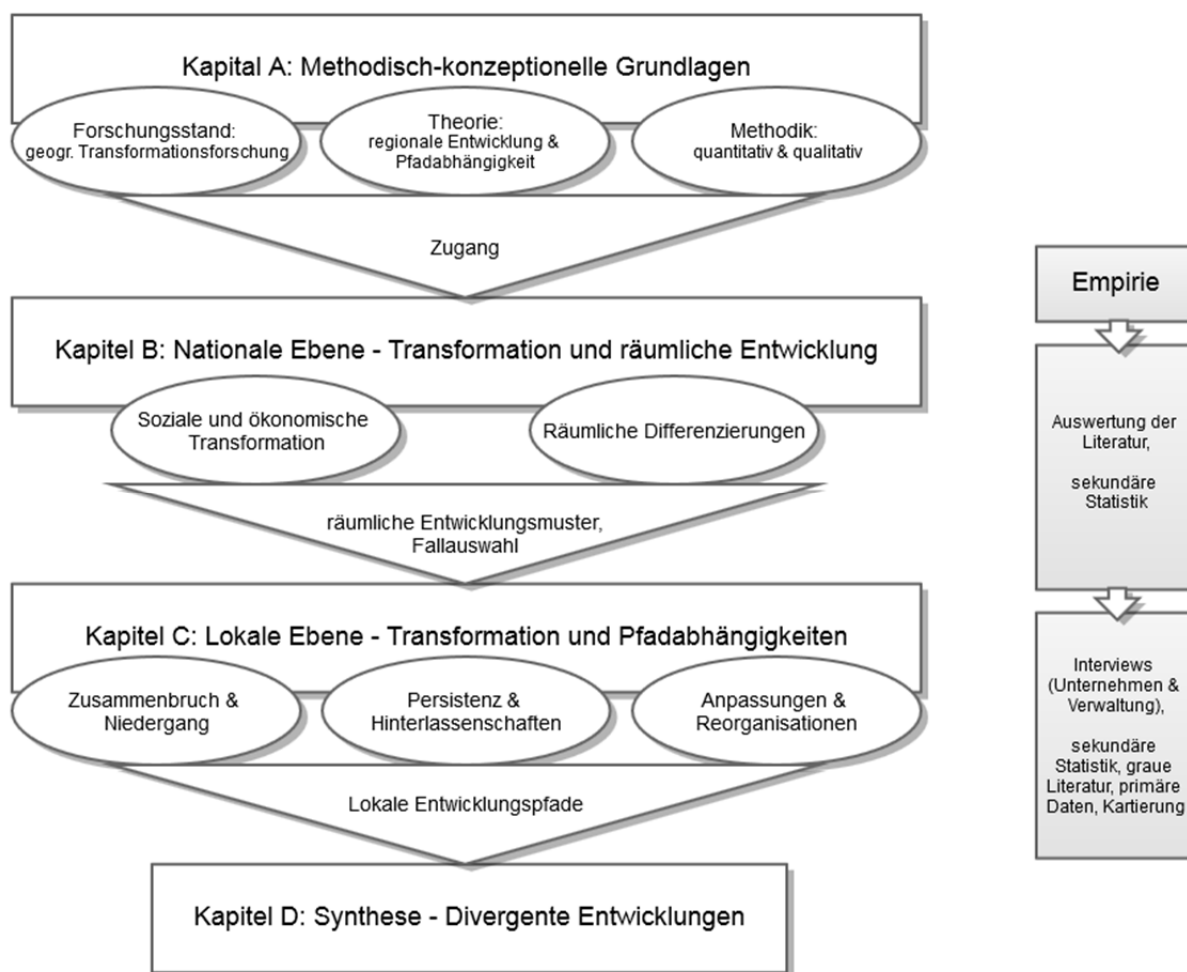 Kapital A: Methodisch-konzeptionelle Grundlagen
Forschungsstand:
geogr. Transformationsforschung
Theorie:
regionale Entwicklung &
Pfadabhängigkeit
Methodik:
quantitativ & qualitativ
Zugang
Kapitel B: Nationale Ebene - Transformation und räumliche Entwicklung
Soziale und ökonomische
Transformation
Räumliche Differenzierungen
räumliche Entwicklungsmuster,
Fallauswahl
Kapitel C: Lokale Ebene - Transformation und Pfadabhängigkeiten
Zusammenbruch &
Niedergang
Persistenz &
Hinterlassenschaften
Anpassungen &
Reorganisationen
Lokale Entwicklungspfade
Kapitel D: Synthese - Divergente Entwicklungen
Empirie
Auswertung der
Literatur,
sekundäre
Statistik
Interviews
(Unternehmen &
Verwaltung),
sekundäre
Statistik, graue
Literatur, primäre
Daten, Kartierung